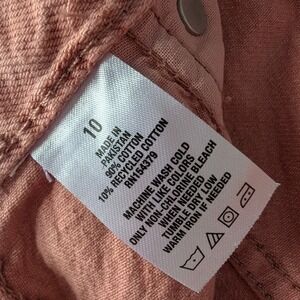 10
MADE IN
PAKISTAN
90% COTTON
10% RECYCLED COTTON
RN154379
MACHINE WASH COLD
WITH LIKE COLORS
ONLY NON-CHLORINE BLEACH
WHEN NEEDED
TUMBLE DRY LOW
WARM IRON IF NEEDED